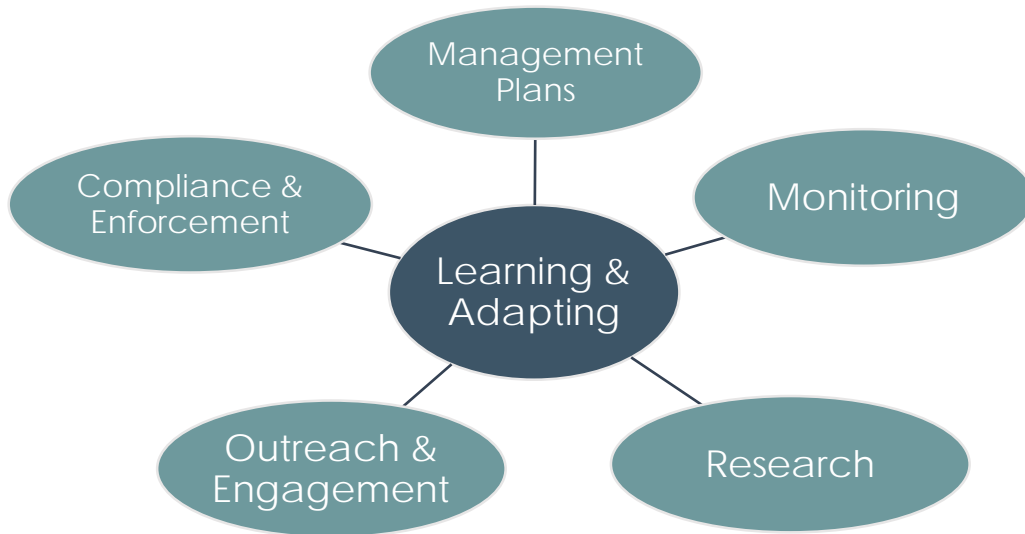 Management
Plans
Compliance &
Enforcement
Monitoring
Learning &
Adapting
Outreach &
Engagement
Research